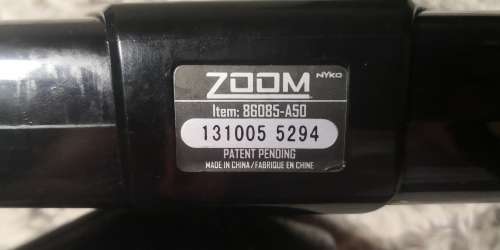 ZOOM NYKO
Item: 86085-A50
131005 5294
PATENT PENDING
MADE IN CHINA / FABRIQUE EN CHINE